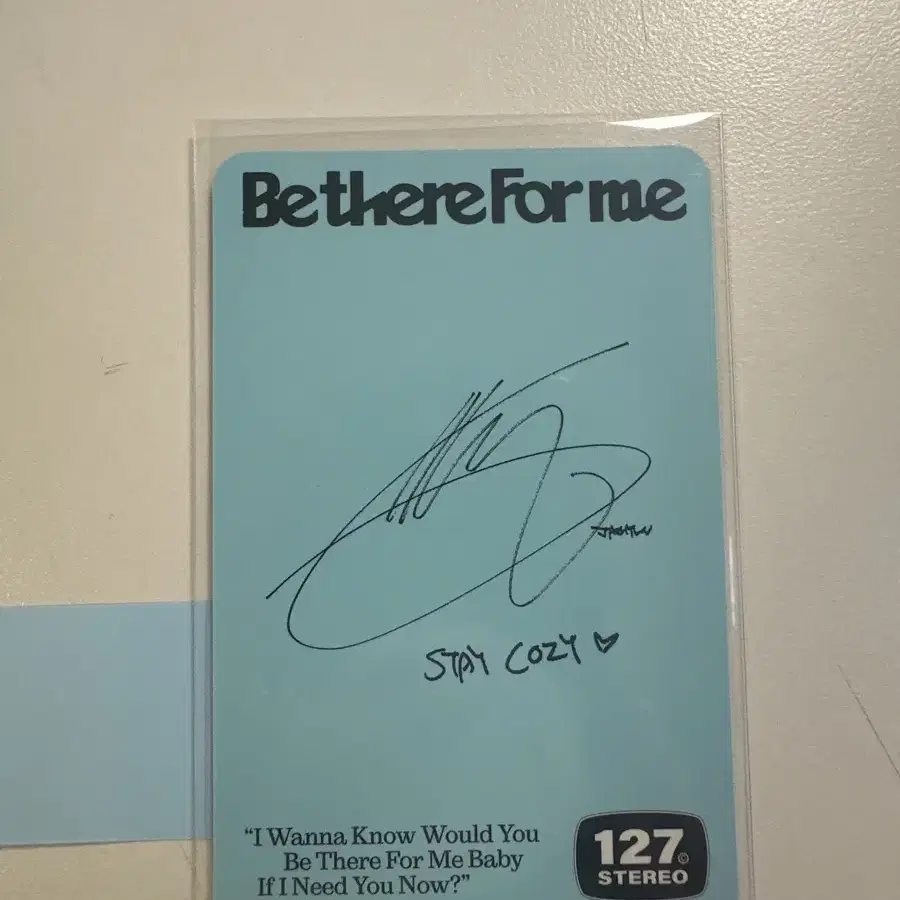 Be there For me
STAY COZY
“I Wanna Know Would You
Be There For Me Baby
If I Need You Now?”
127©
STEREO